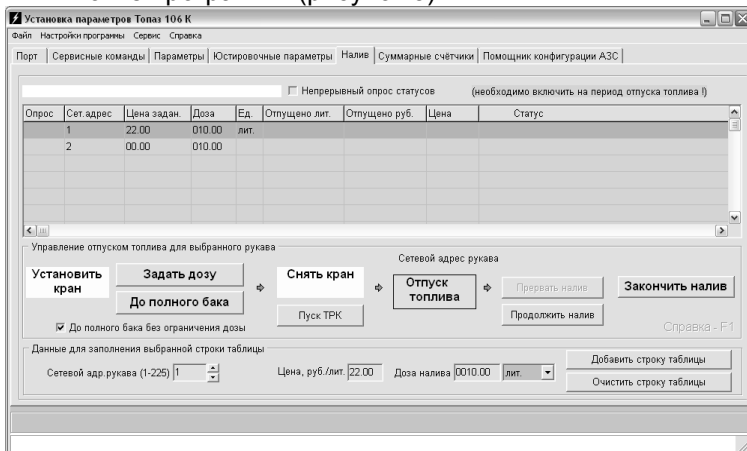 Установка параметров Топаз 106 К
Файл Настройки программы Сервис Справка
Порт Сервисные команды Параметры Юстировочные параметры Налив Суммарные счётчики Помощник конфигурации АЗС
Непрерывный опрос статусов (необходимо включить на период отпуска топлива !)
Опрос Сет.адрес Цена задан. Доза Ед. Отпущено лит. Отпущено руб. Цена Статус
1 22.00 010.00 лит.
2 00.00 010.00
Управление отпуском топлива для выбранного рукава
Сетевой адрес рукава
Установить кран
Задать дозу
До полного бака
Снять кран
Пуск ТРК
Отпуск топлива
Прервать налив
Продолжить налив
Закончить налив
До полного бака без ограничения дозы
Справка - F1
Данные для заполнения выбранной строки таблицы
Сетевой адр.рукава (1-225) 1 Цена, руб./лит. 22.00 Доза налива 0010.00 лит.
Добавить строку таблицы
Очистить строку таблицы